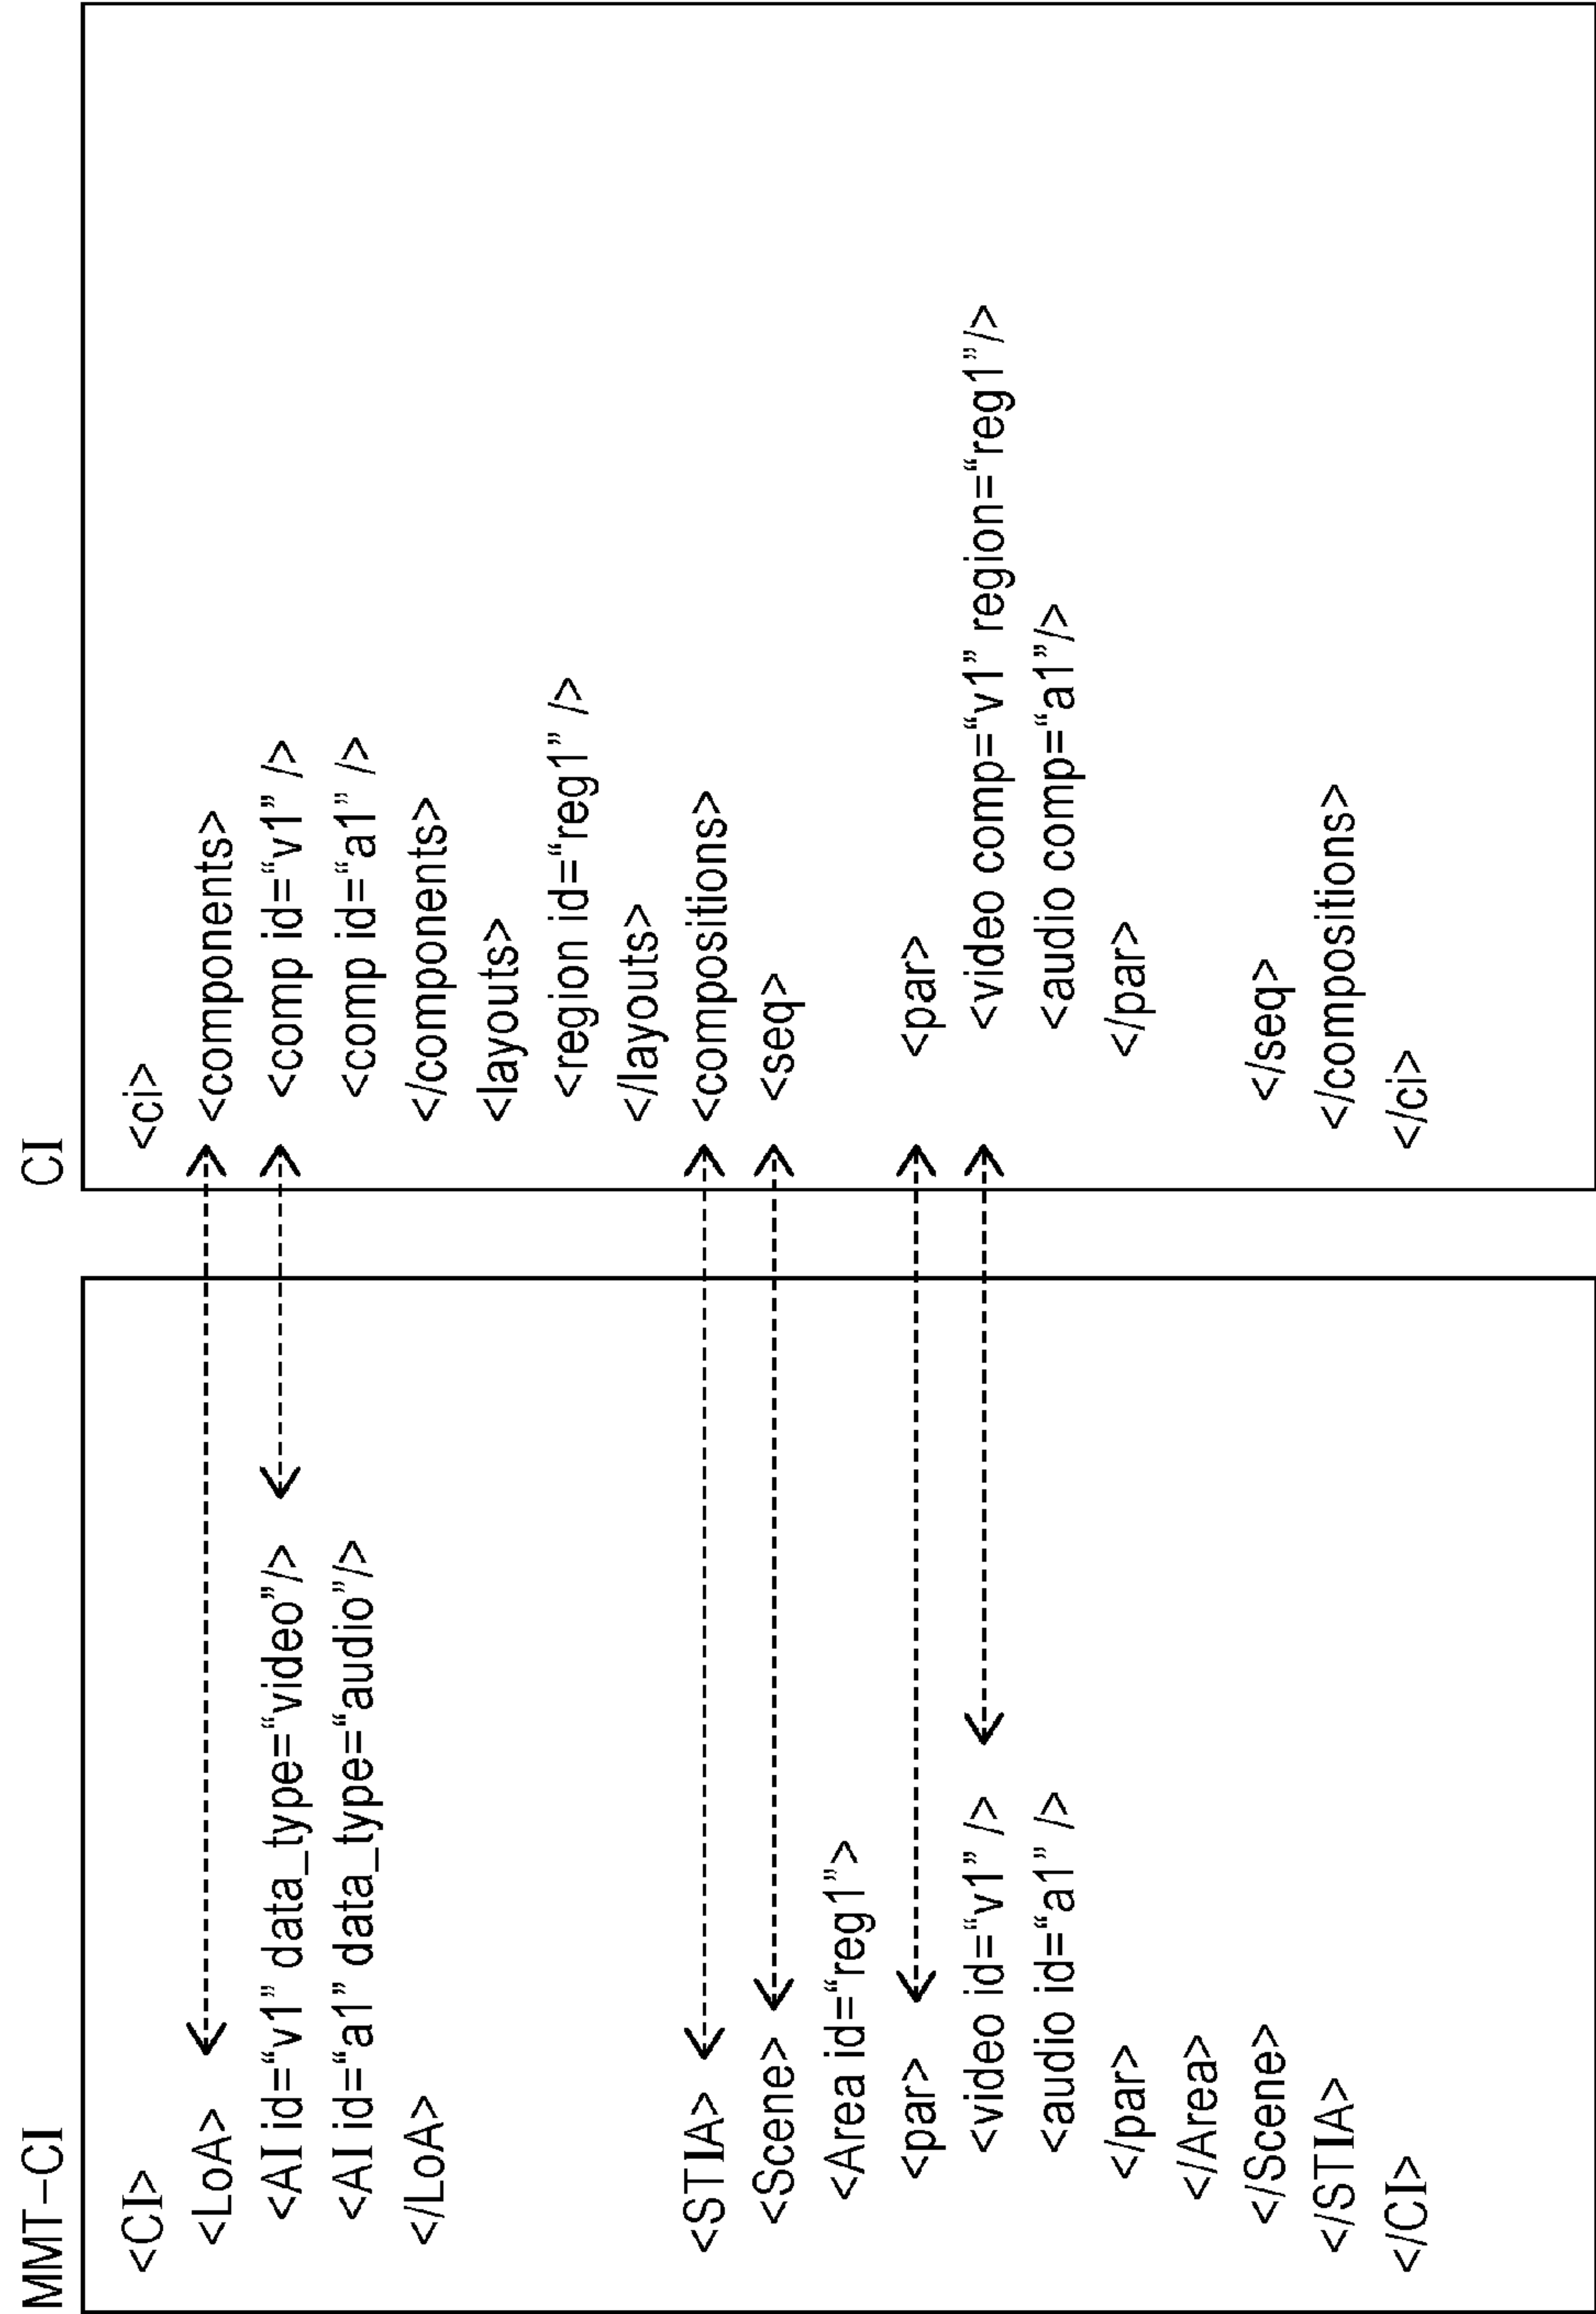 MMT-CI
<CI>
<LoA>
<AI id=“v1” data_type=“video”/>
<AI id=“a1” data_type=“audio”/>
</LoA>
<STIA>
<Scene>
<Area id=“reg1”>
<par>
<video id=“v1” />
<audio id=“a1” />
</par>
</Area>
</Scene>
</STIA>
</CI>
CI
<ci>
<components>
<comp id=“v1” />
<comp id=“a1” />
</components>
<layouts>
<region id=“reg1” />
</layouts>
<compositions>
<seq>
<par>
<video comp=“v1” region=“reg1”/>
<audio comp=“a1”/>
</par>
</seq>
</compositions>
</ci>